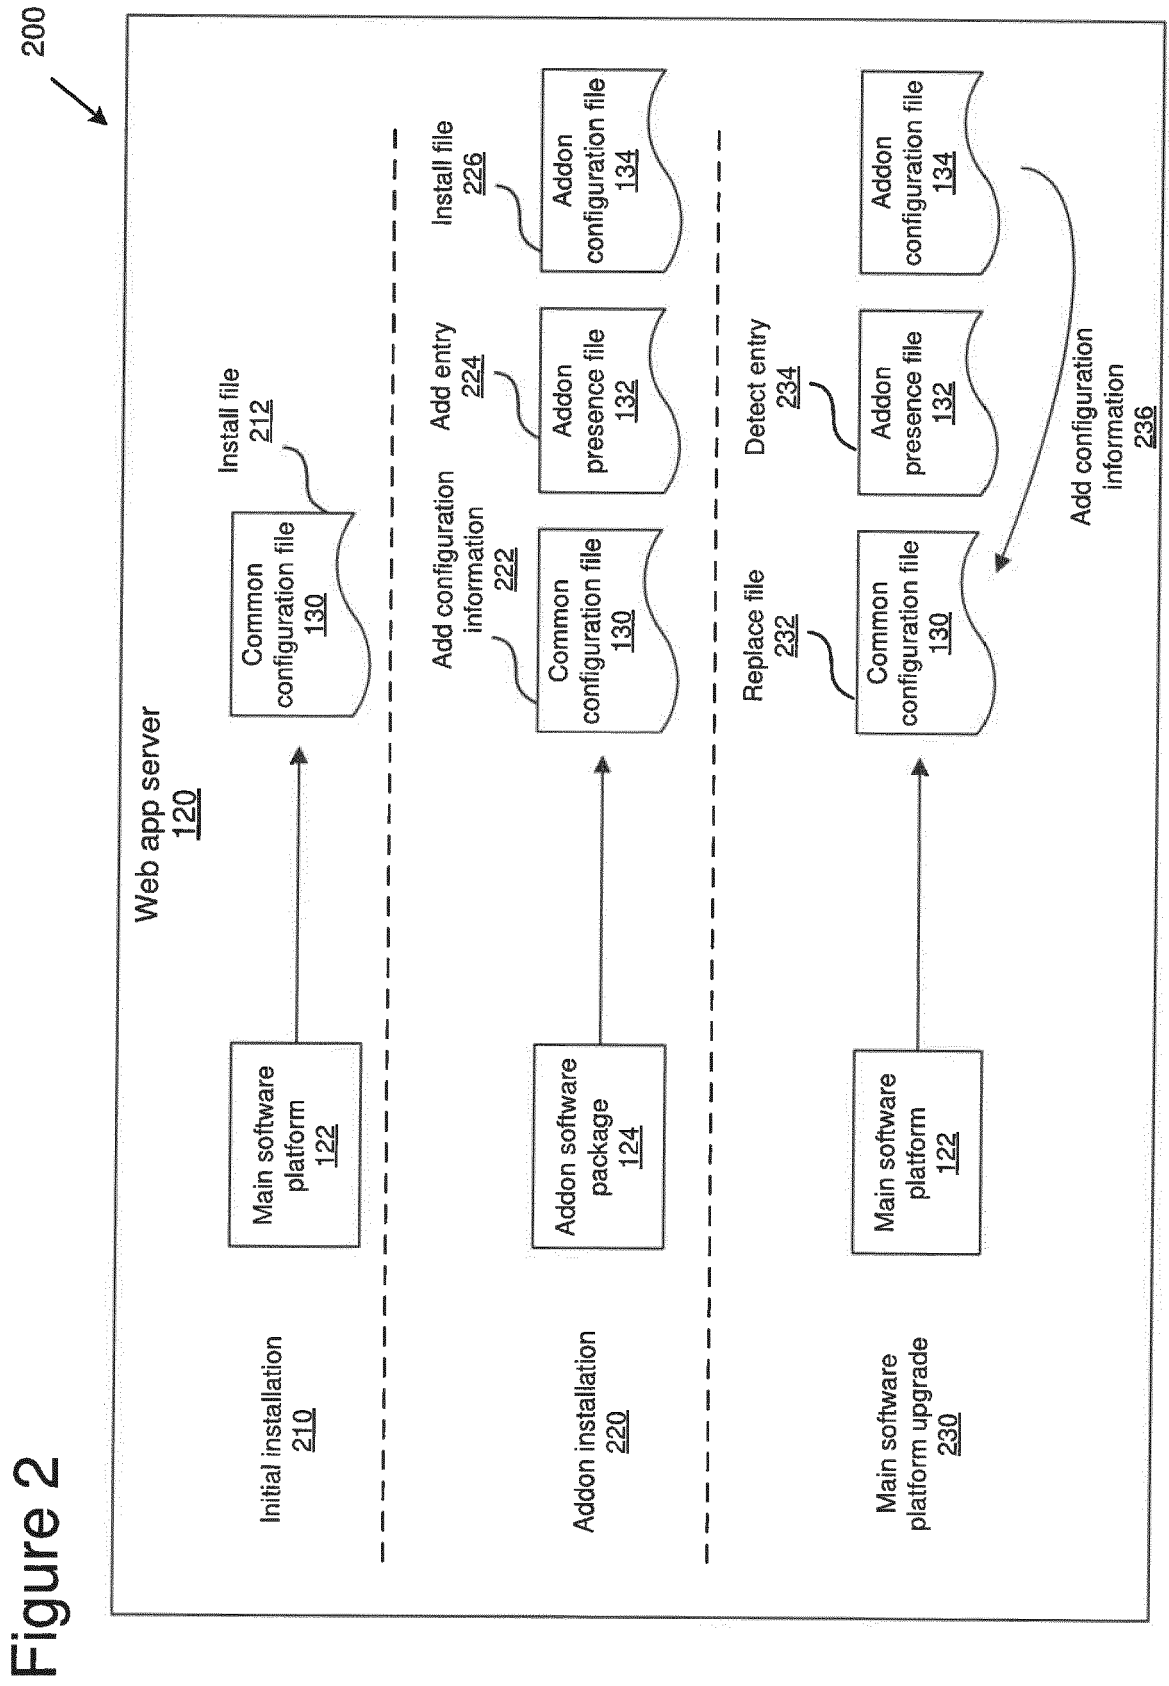 Figure 2
200
Web app server
120
Initial installation
210
Main software
platform
122
Common
configuration file
130
Install file
212
Addon installation
220
Addon software
package
124
Add configuration
information
222
Common
configuration file
130
Add entry
224
Addon
presence file
132
Install file
226
Addon
configuration file
134
Main software
platform upgrade
230
Main software
platform
122
Replace file
232
Common
configuration file
130
Detect entry
234
Addon
presence file
132
Addon
configuration file
134
Add configuration
information
236